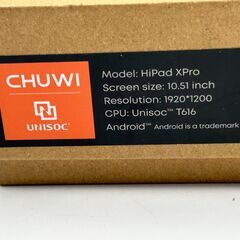 CHUWI
UNISOC
Model: HiPad XPro
Screen size: 10.51 inch
Resolution: 1920*1200
CPU: Unisoc™ T616
Android™ Android is a trademark